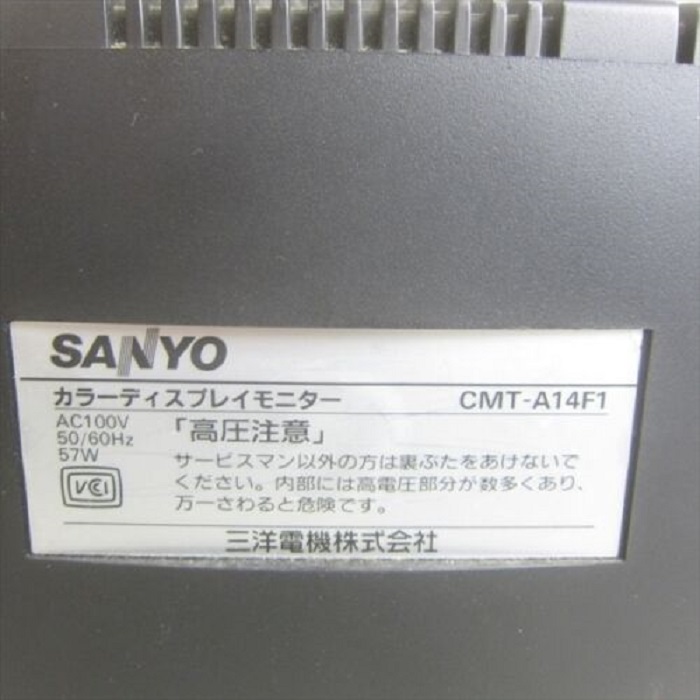 SANYO
カラーディスプレイモニター CMT-A14F1
AC100V
50/60Hz
57W
「高圧注意」
サービスマン以外の方は裏ぶたをあけないで
ください。内部には高電圧部分が数多くあり、
万一さわると危険です。
VCCI
三洋電機株式会社